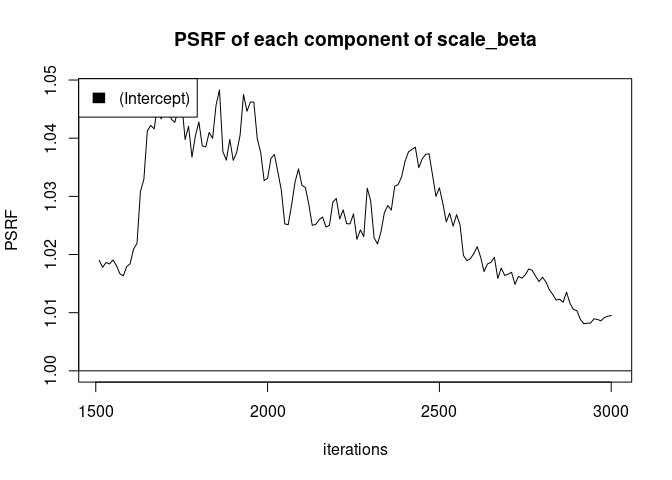 PSRF of each component of scale_beta
(Intercept)
PSRF
1.05
1.04
1.03
1.02
1.01
1.00
1500 2000 2500 3000
iterations